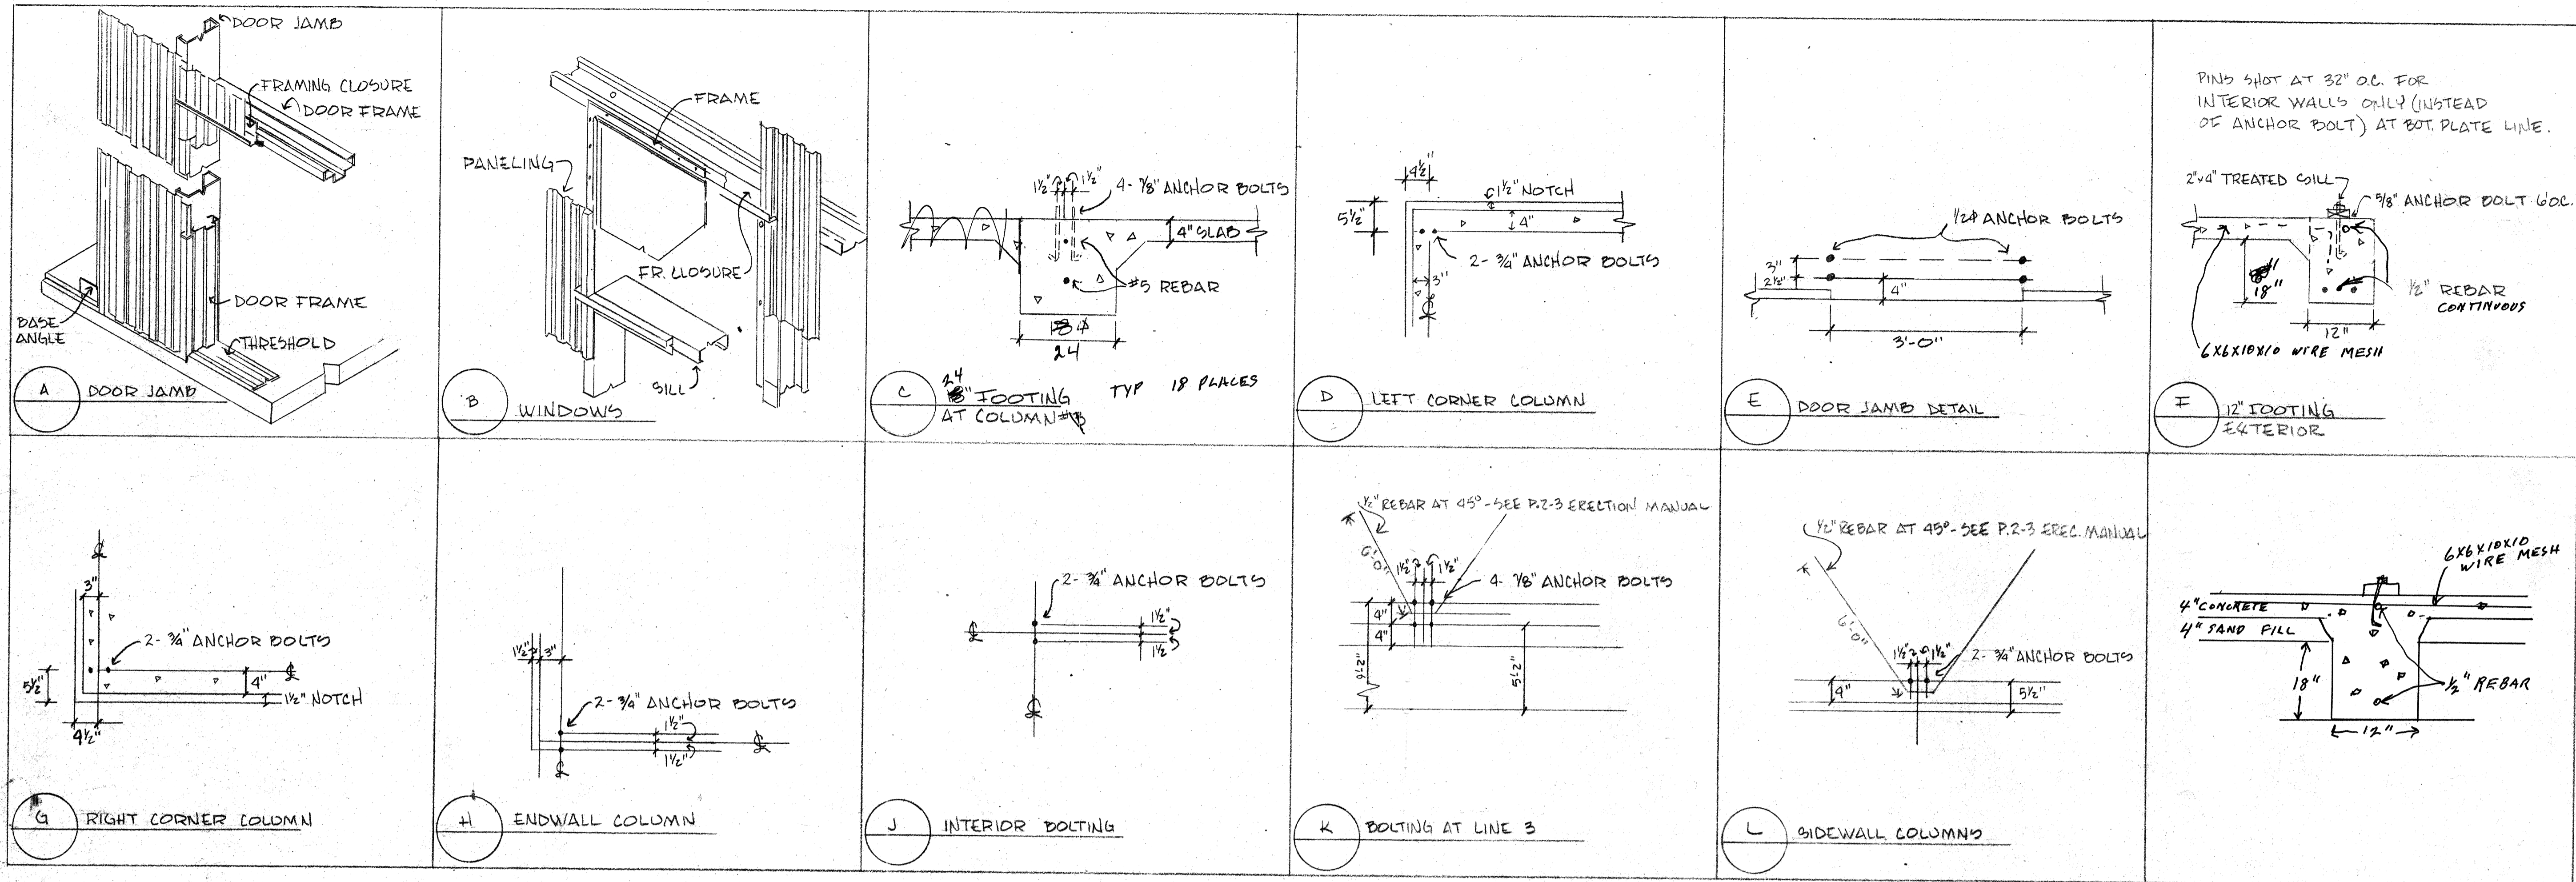 DOOR JAMB
FRAMING CLOSURE
DOOR FRAME
DOOR FRAME
BASE
ANGLE
THRESHOLD
A
DOOR JAMB
FRAME
PANELING
FR. CLOSURE
SILL
B
WINDOWS
1½" 1½"
4- 7/8" ANCHOR BOLTS
4" SLAB
#5 REBAR
24
C
24
FOOTING
TYP 18 PLACES
AT COLUMN
4½"
1½" NOTCH
5½"
4"
2- 3/4" ANCHOR BOLTS
3"
D
LEFT CORNER COLUMN
1/2ф ANCHOR BOLTS
3"
2½"
4"
3'-0"
E
DOOR JAMB DETAIL
PINS SHOT AT 32" O.C. FOR
INTERIOR WALLS ONLY (INSTEAD
OF ANCHOR BOLT) AT BOT. PLATE LINE.
2"x4" TREATED SILL
5/8" ANCHOR BOLT 6'O.C.
18"
1/2" REBAR
CONTINUOUS
12"
6X6X10X10 WIRE MESH
F
12" FOOTING
EXTERIOR
3"
2- 3/4" ANCHOR BOLTS
5½"
4"
1½" NOTCH
4½"
G
RIGHT CORNER COLUMN
1½" 3"
2- 3/4" ANCHOR BOLTS
1½"
1½"
H
ENDWALL COLUMN
2- 3/4" ANCHOR BOLTS
1½"
1½
J
INTERIOR BOLTING
1/2" REBAR AT 45° - SEE P.2-3 ERECTION MANUAL
6'-0"
1½" 1½"
4- 7/8" ANCHOR BOLTS
4"
4"
5½"
K
BOLTING AT LINE 3
1/2" REBAR AT 45° - SEE P.2-3 EREC. MANUAL
6'-0"
1½" 1½"
2- 3/4" ANCHOR BOLTS
4"
5½"
L
SIDEWALL COLUMNS
6X6X10X10
WIRE MESH
4" CONCRETE
4" SAND FILL
18"
1/2" REBAR
12"